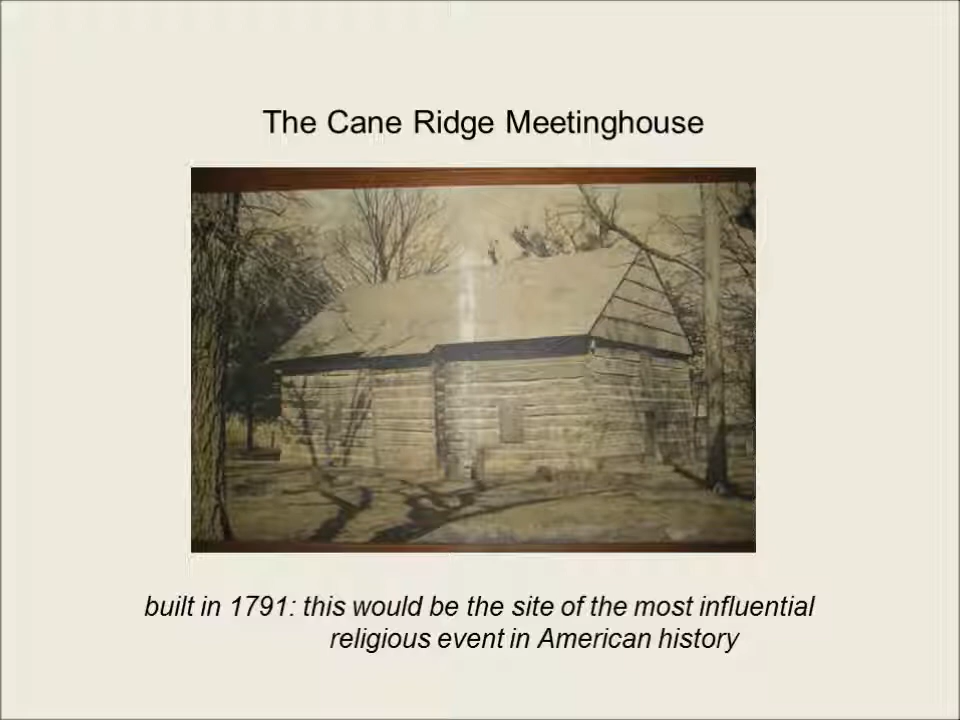 The Cane Ridge Meetinghouse
built in 1791: this would be the site of the most influential
religious event in American history